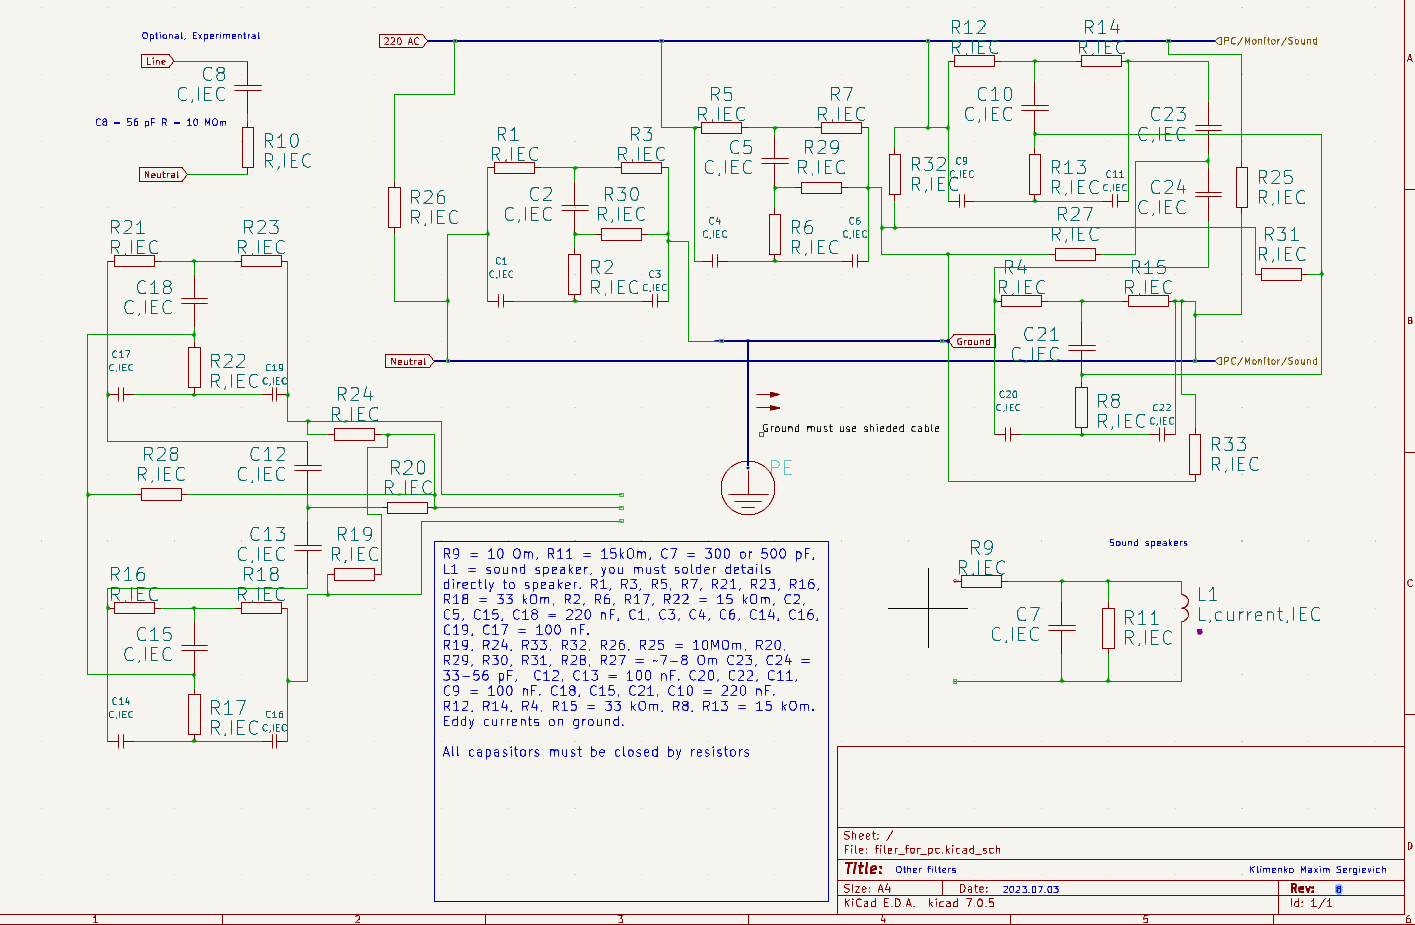 Optional, Experimentral
Line
C8
C,IEC
C8 - 56 pF R - 10 MOm
R10
R,IEC
Neutral
220 AC
PC/Monitor/Sound
R12
R,IEC
R14
R,IEC
R5
R,IEC
R7
R,IEC
C10
C,IEC
C23
C,IEC
R1
R,IEC
R3
R,IEC
C5
C,IEC
R29
R,IEC
R32
R,IEC
C9
C,IEC
R13
R,IEC
C11
C,IEC
C24
C,IEC
R25
R,IEC
R26
R,IEC
C2
C,IEC
R30
R,IEC
C4
C,IEC
R6
R,IEC
C6
C,IEC
R27
R,IEC
R31
R,IEC
R21
R,IEC
R23
R,IEC
C1
C,IEC
R2
R,IEC
C3
C,IEC
R4
R,IEC
R15
R,IEC
C18
C,IEC
C21
C,IEC
Ground
Neutral
PC/Monitor/Sound
C17
C,IEC
R22
R,IEC
C19
C,IEC
C20
C,IEC
R8
R,IEC
C22
C,IEC
R24
R,IEC
Ground must use shieded cable
PE
R33
R,IEC
R28
R,IEC
C12
C,IEC
R20
R,IEC
C13
C,IEC
R19
R,IEC
R16
R,IEC
R18
R,IEC
C15
C,IEC
C14
C,IEC
R17
R,IEC
C16
C,IEC
Sound speakers
R9
R,IEC
C7
C,IEC
R11
R,IEC
L1
L,current,IEC
R9 = 10 Om, R11 = 15kOm, C7 = 300 or 500 pF,
L1 = sound speaker, you must solder details
directly to speaker. R1, R3, R5, R7, R21, R23, R16,
R18 = 33 kOm, R2, R6, R17, R22 = 15 kOm, C2,
C5, C15, C18 = 220 nF, C1, C3, C4, C6, C14, C16,
C19, C17 = 100 nF.
R19, R24, R33, R32, R26, R25 = 10MOm, R20,
R29, R30, R31, R28, R27 = ~7-8 Om C23, C24 =
33-56 pF,  C12, C13 = 100 nF. C20, C22, C11,
C9 = 100 nF. C18, C15, C21, C10 = 220 nF.
R12, R14, R4, R15 = 33 kOm, R8, R13 = 15 kOm.
Eddy currents on ground.
All capasitors must be closed by resistors
Sheet: /
File: filer_for_pc.kicad_sch
Title: Other filters
Klimenko Maxim Sergievich
Size: A4
Date: 2023.07.03
Rev: 8
KiCad E.D.A.  kicad 7.0.5
Id: 1/1
A
B
C
D
1
2
3
4
5
6